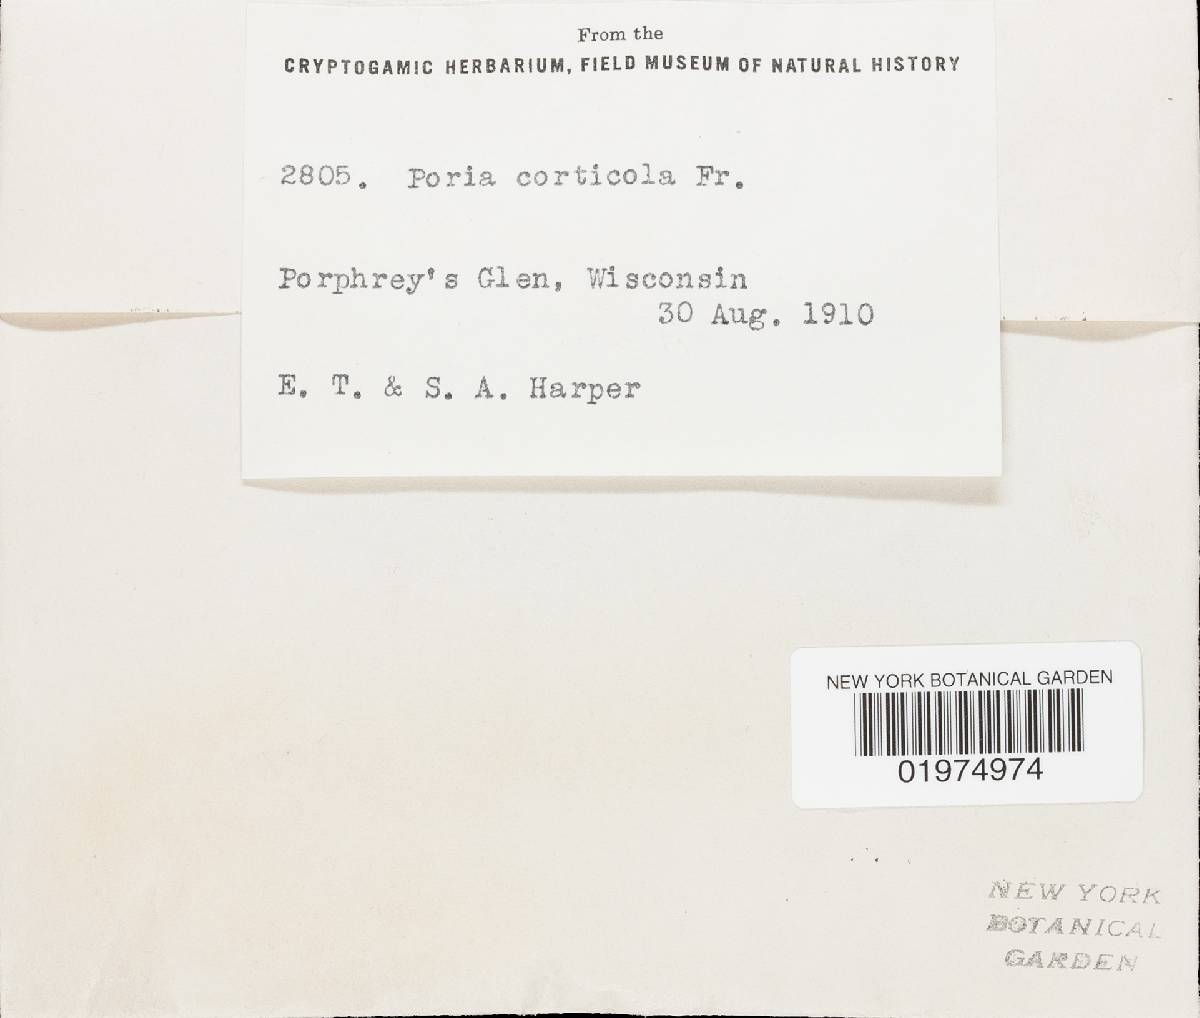 From the
CRYPTOGAMIC HERBARIUM, FIELD MUSEUM OF NATURAL HISTORY
2805. Poria corticola Fr.
Porphrey's Glen, Wisconsin
30 Aug. 1910
E. T. & S. A. Harper
NEW YORK BOTANICAL GARDEN
01974974
NEW YORK
BOTANICAL
GARDEN